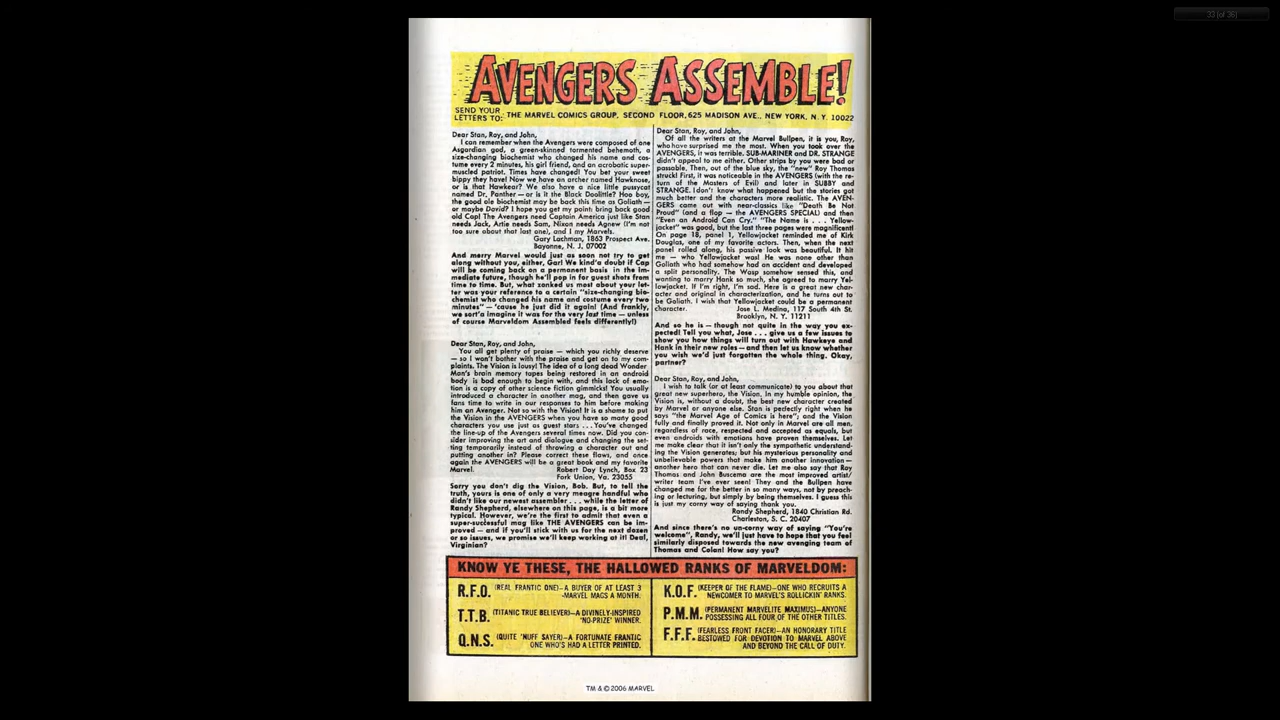 33 (of 36)
AVENGERS ASSEMBLE!
SEND YOUR
LETTERS TO:
THE MARVEL COMICS GROUP, SECOND FLOOR, 625 MADISON AVE., NEW YORK, N.Y. 10022
Dear Stan, Roy, and John,
I can remember when the Avengers were composed of one
Asgardian god, a green-skinned tormented behemoth, a
size-changing biochemist who changed his name and cos-
tume every 2 minutes, his girl friend, and an acrobatic super-
muscled patriot. Times have changed! You bet your sweet
bippy they have! Now we have an archer named Hawknose,
or is that Hawkear? We also have a nice little pussycat
named Dr. Panther — or is it the Black Doolittle? Hoo boy,
the good ole biochemist may be back this time as Goliath —
or maybe David? I hope you get my point: bring back good
old Cap! The Avengers need Captain America just like Stan
needs Jack, Artie needs Sam, Nixon needs Agnew (I'm not
too sure about that last one), and I my Marvels.
Gary Lachman, 1863 Prospect Ave.
Bayonne, N. J. 07002
And merry Marvel would just as soon not try to get
along without you, either, Gar! We kind'a doubt if Cap
will be coming back on a permanent basis in the im-
mediate future, though he'll pop in for guest shots from
time to time. But, what zonked us most about your let-
ter was your reference to a certain "size-changing bio-
chemist who changed his name and costume every two
minutes" — 'cause he just did it again! (And frankly,
we sort'a imagine it was for the very last time — unless
of course Marveldom Assembled feels differently!)
Dear Stan, Roy, and John,
You all get plenty of praise — which you richly deserve
— so I won't bother with the praise and get on to my com-
plaints. The Vision is lousy! The idea of a long dead Wonder
Man's brain memory tapes being restored in an android
body is bad enough to begin with, and this lack of emo-
tion is a copy of other science fiction gimmicks! You usually
introduced a character in another mag, and then gave us
fans time to write in our responses to him before making
him an Avenger. Not so with the Vision! It is a shame to put
the Vision in the AVENGERS when you have so many good
characters you use just as guest stars . . . You've changed
the line-up of the Avengers several times now. Did you con-
sider improving the art and dialogue and changing the set-
ting temporarily instead of throwing a character out and
putting another in? Please correct these flaws, and once
again the AVENGERS will be a great book and my favorite
Marvel. Robert Day Lynch, Box 23
Fork Union, Va. 23055
Sorry you don't dig the Vision, Bob. But, to tell the
truth, yours is one of only a very meagre handful who
didn't like our newest assembler . . . while the letter of
Randy Shepherd, elsewhere on this page, is a bit more
typical. However, we're the first to admit that even a
super-successful mag like THE AVENGERS can be im-
proved — and if you'll stick with us for the next dozen
or so issues, we promise we'll keep working at it! Deal,
Virginian?
Dear Stan, Roy, and John,
Of all the writers at the Marvel Bullpen, it is you, Roy,
who have surprised me the most. When you took over the
AVENGERS, it was terrible. SUB-MARINER and DR. STRANGE
didn't appeal to me either. Other strips by you were bad or
passable. Then, out of the blue sky, the "new" Roy Thomas
struck! First, it was noticeable in the AVENGERS (with the re-
turn of the Masters of Evil) and later in SUBBY and
STRANGE. I don't know what happened but the stories got
much better and the characters more realistic. The AVEN-
GERS came out with near-classics like "Death Be Not
Proud" (and a flop — the AVENGERS SPECIAL) and then
"Even an Android Can Cry." "The Name is . . . Yellow-
jacket" was good, but the last three pages were magnificent!
On page 18, panel 1, Yellowjacket reminded me of Kirk
Douglas, one of my favorite actors. Then, when the next
panel rolled along, his passive look was beautiful. It hit
me — who Yellowjacket was! He was none other than
Goliath who had somehow had an accident and developed
a split personality. The Wasp somehow sensed this, and
wanting to marry Hank so much, she agreed to marry Yel-
lowjacket. If I'm right, I'm sad. Here is a great new char-
acter and original in characterization, and he turns out to
be Goliath. I wish that Yellowjacket could be a permanent
character. Jose L. Medina, 117 South 4th St.
Brooklyn, N. Y. 11211
And so he is — though not quite in the way you ex-
pected! Tell you what, Jose . . . give us a few issues to
show you how things will turn out with Hawkeye and
Hank in their new roles — and then let us know whether
you wish we'd just forgotten the whole thing. Okay,
partner?
Dear Stan, Roy, and John,
I wish to talk (or at least communicate) to you about that
great new superhero, the Vision. In my humble opinion, the
Vision is, without a doubt, the best new character created
by Marvel or anyone else. Stan is perfectly right when he
says "the Marvel Age of Comics is here"; and the Vision
fully and finally proved it. Not only in Marvel are all men,
regardless of race, respected and accepted as equals, but
even androids with emotions have proven themselves. Let
me make clear that it isn't only the sympathetic understand-
ing the Vision generates; but his mysterious personality and
unbelievable powers that make him another innovation —
another hero that can never die. Let me also say that Roy
Thomas and John Buscema are the most improved artist/
writer team I've ever seen! They and the Bullpen have
changed me for the better in so many ways, not by preach-
ing or lecturing, but simply by being themselves. I guess this
is just my corny way of saying thank you.
Randy Shepherd, 1840 Christian Rd.
Charleston, S. C. 20407
And since there's no un-corny way of saying "You're
welcome", Randy, we'll just have to hope that you feel
similarly disposed towards the new avenging team of
Thomas and Colan! How say you?
KNOW YE THESE, THE HALLOWED RANKS OF MARVELDOM:
R.F.O. (REAL FRANTIC ONE)—A BUYER OF AT LEAST 3
MARVEL MAGS A MONTH.
T.T.B. (TITANIC TRUE BELIEVER)—A DIVINELY-INSPIRED
'NO-PRIZE' WINNER.
Q.N.S. (QUITE 'NUFF SAYER)—A FORTUNATE FRANTIC
ONE WHO'S HAD A LETTER PRINTED.
K.O.F. (KEEPER OF THE FLAME)—ONE WHO RECRUITS A
NEWCOMER TO MARVEL'S ROLLICKIN' RANKS.
P.M.M. (PERMANENT MARVELITE MAXIMUS)—ANYONE
POSSESSING ALL FOUR OF THE OTHER TITLES.
F.F.F. (FEARLESS FRONT FACER)—AN HONORARY TITLE
BESTOWED FOR DEVOTION TO MARVEL ABOVE
AND BEYOND THE CALL OF DUTY.
TM & © 2006 MARVEL